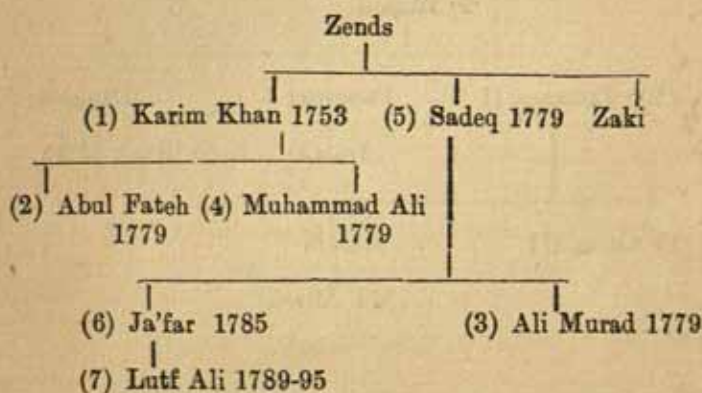 Zends
(1) Karim Khan 1753 (5) Sadeq 1779 Zaki
(2) Abul Fateh (4) Muhammad Ali
1779 1779
(6) Ja'far 1785 (3) Ali Murad 1779
(7) Lutf Ali 1789-95